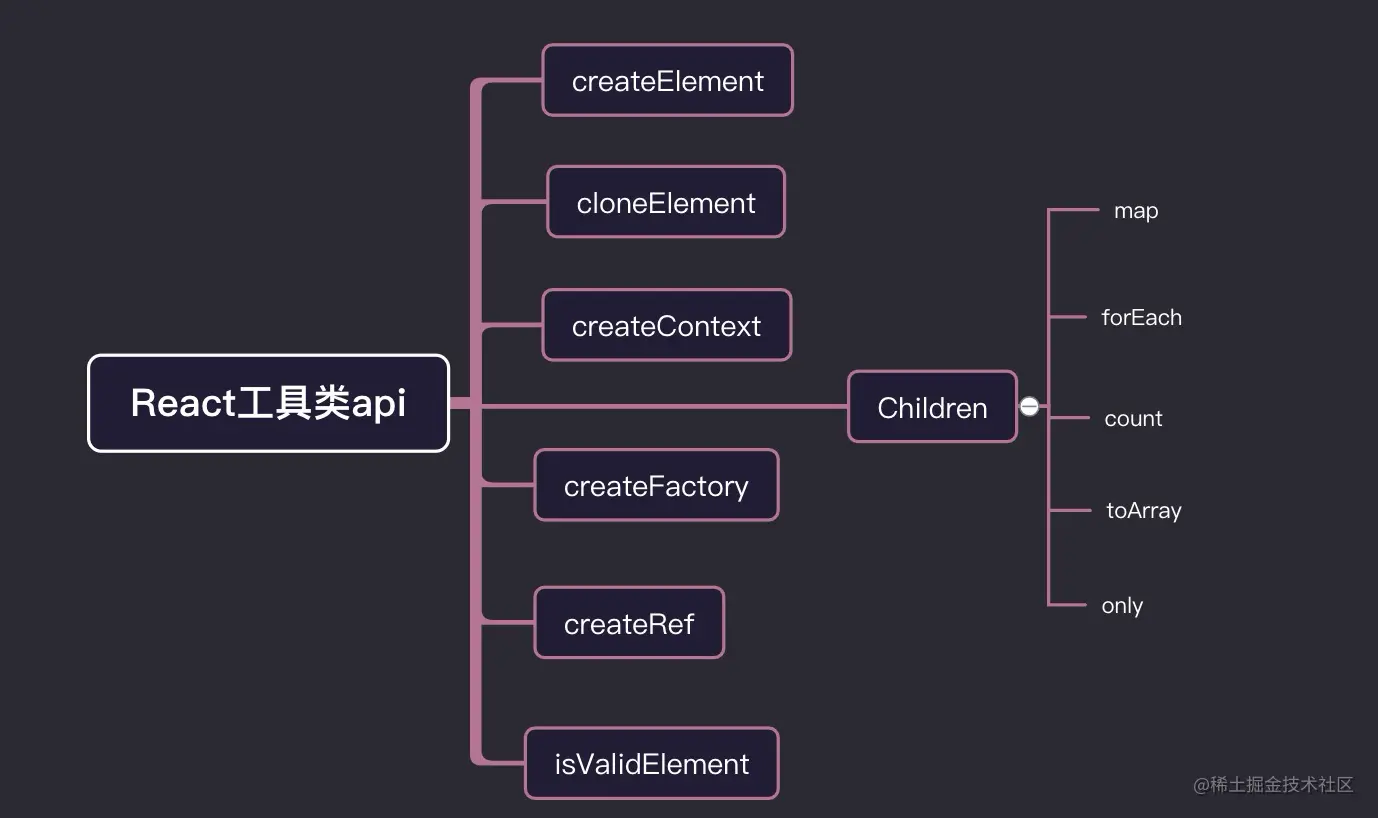 React工具类api
createElement
cloneElement
createContext
Children
map
forEach
count
toArray
only
createFactory
createRef
isValidElement
@稀土掘金技术社区